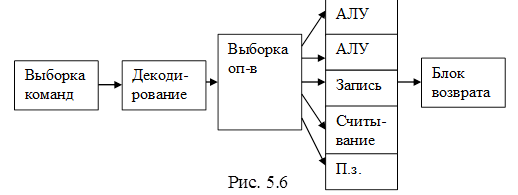 Выборка
команд
Декоди-
рование
Выборка
оп-в
АЛУ
АЛУ
Запись
Считы-
вание
П.з.
Блок
возврата
Рис. 5.6